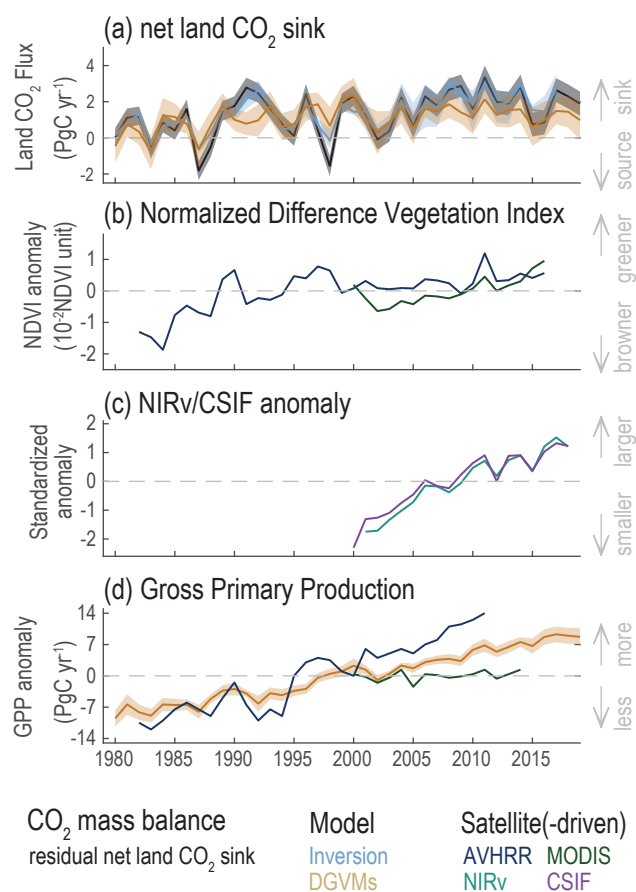 (a) net land CO2 sink
Land CO2 Flux
(PgC yr-1)
4
2
0
-2
sink
source
(b) Normalized Difference Vegetation Index
NDVI anomaly
(10-2NDVI unit)
1
0
-1
-2
greener
browner
(c) NIRv/CSIF anomaly
Standardized
anomaly
2
1
0
-1
-2
larger
smaller
(d) Gross Primary Production
GPP anomaly
(PgC yr-1)
14
7
0
-7
-14
more
less
1980 1985 1990 1995 2000 2005 2010 2015
CO2 mass balance Model Satellite(-driven)
residual net land CO2 sink Inversion AVHRR MODIS
DGVMs NIRv CSIF